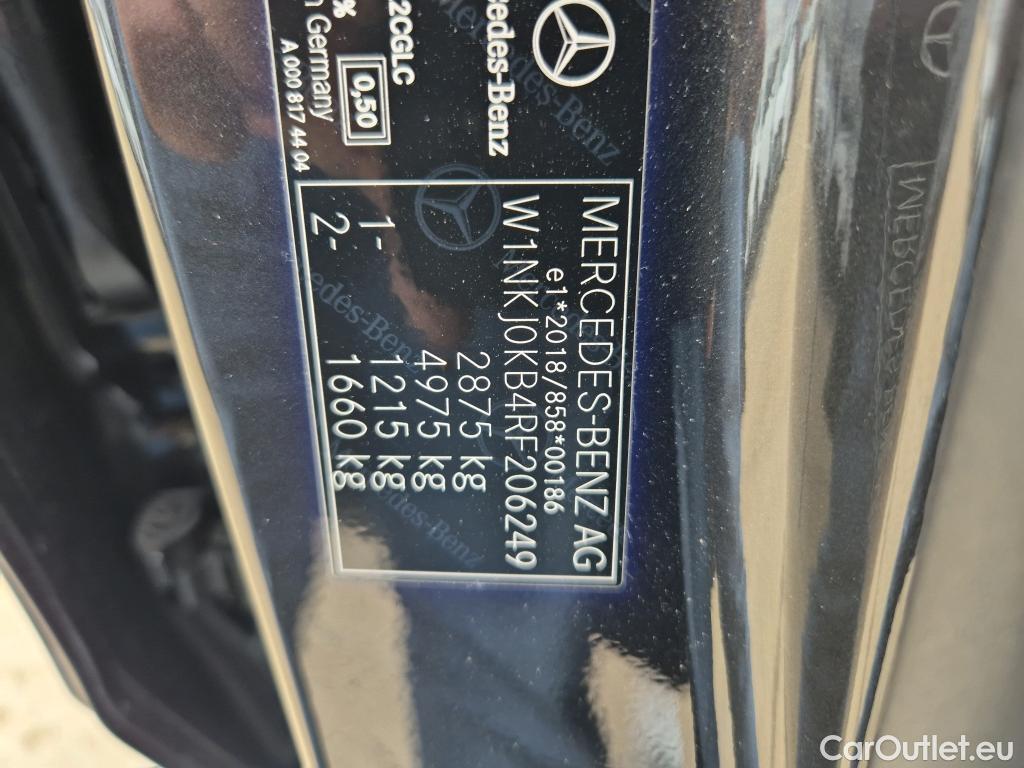 Mercedes-Benz
2CGLC
% 0,50
Germany
A 000 817 44 04
MERCEDES-BENZ AG
e1*2018/858*00186
W1NKJ0KB4RF206249
2875 kg
4975 kg
1- 1215 kg
2- 1660 kg
CarOutlet.eu